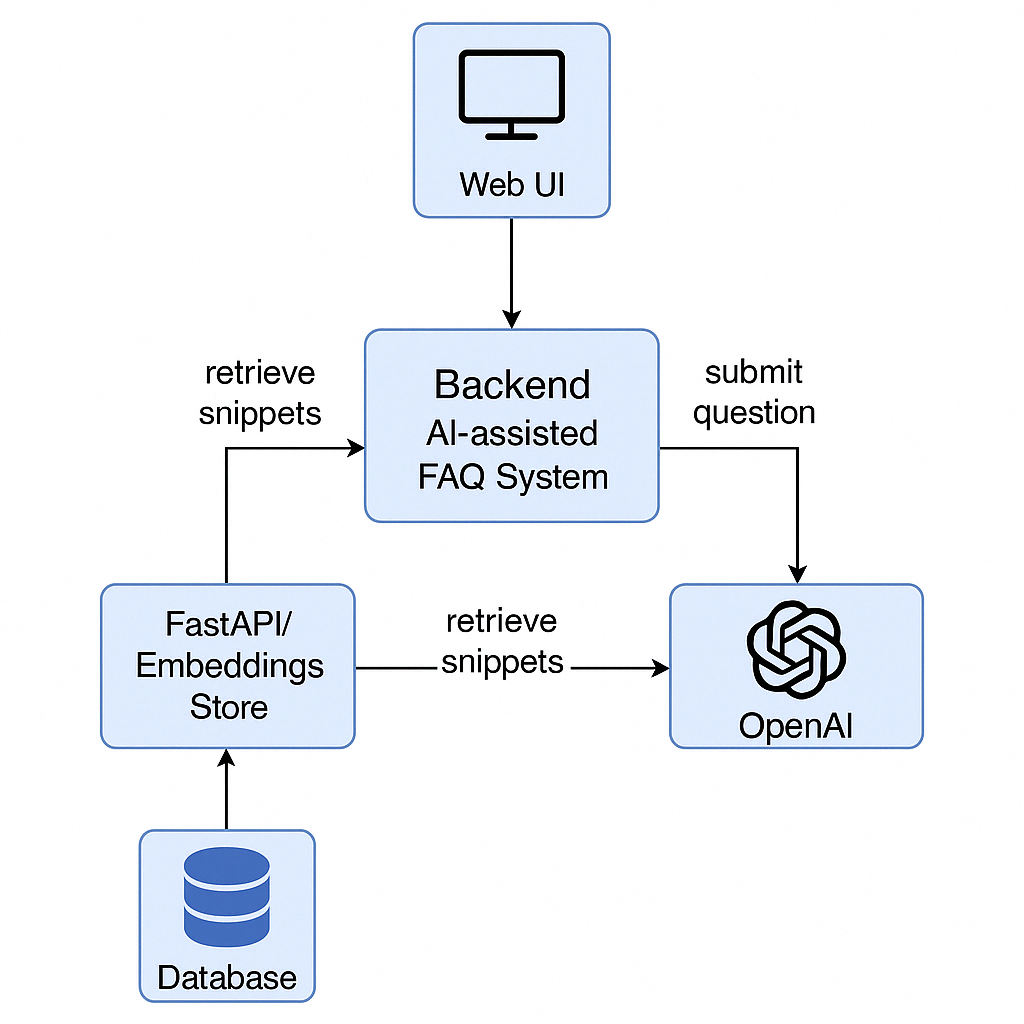 Web UI
retrieve
snippets
Backend
AI-assisted
FAQ System
submit
question
FastAPI/
Embeddings
Store
retrieve
snippets
OpenAI
Database